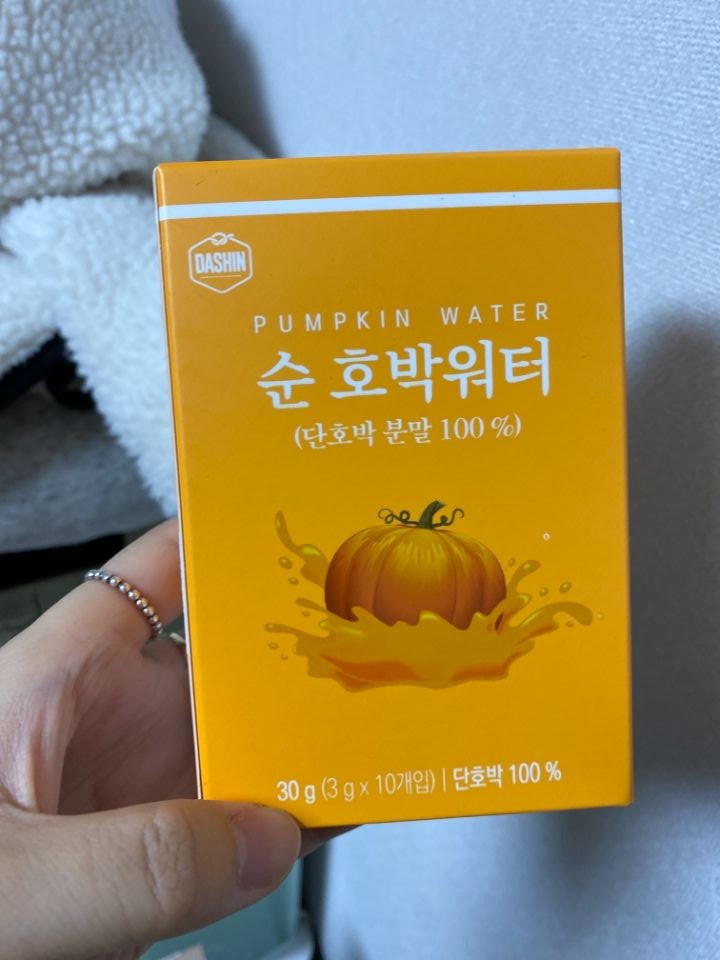 DASHIN
PUMPKIN WATER
순 호박워터
(단호박 분말 100 %)
30 g (3 g x 10개입) | 단호박 100 %